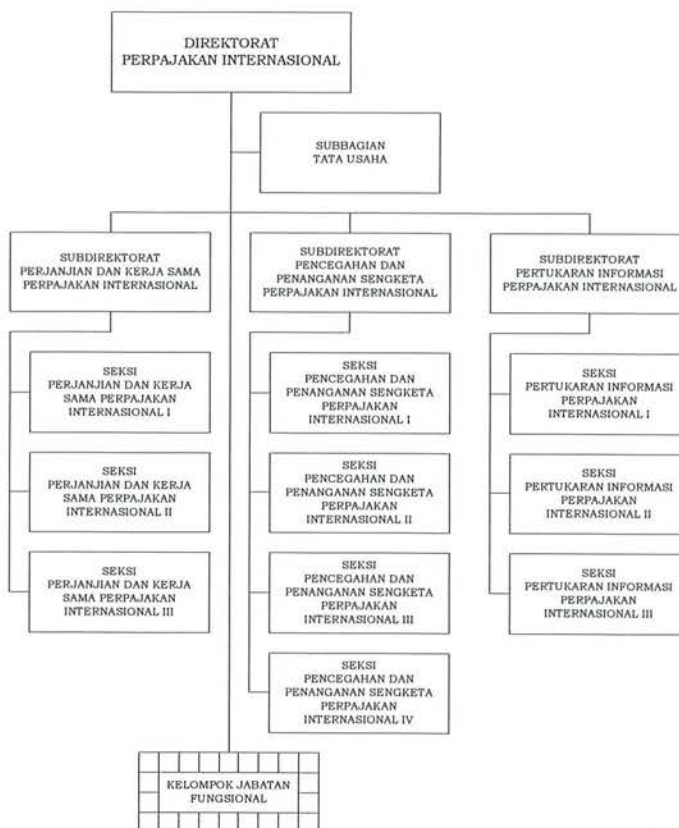 DIREKTORAT
PERPAJAKAN INTERNASIONAL
SUBBAGIAN
TATA USAHA
SUBDIREKTORAT
PERJANJIAN DAN KERJA SAMA
PERPAJAKAN INTERNASIONAL
SUBDIREKTORAT
PENCEGAHAN DAN
PENANGANAN SENGKETA
PERPAJAKAN INTERNASIONAL
SUBDIREKTORAT
PERTUKARAN INFORMASI
PERPAJAKAN INTERNASIONAL
SEKSI
PERJANJIAN DAN KERJA
SAMA PERPAJAKAN
INTERNASIONAL I
SEKSI
PENCEGAHAN DAN
PENANGANAN SENGKETA
PERPAJAKAN
INTERNASIONAL I
SEKSI
PERTUKARAN INFORMASI
PERPAJAKAN
INTERNASIONAL I
SEKSI
PERJANJIAN DAN KERJA
SAMA PERPAJAKAN
INTERNASIONAL II
SEKSI
PENCEGAHAN DAN
PENANGANAN SENGKETA
PERPAJAKAN
INTERNASIONAL II
SEKSI
PERTUKARAN INFORMASI
PERPAJAKAN
INTERNASIONAL II
SEKSI
PERJANJIAN DAN KERJA
SAMA PERPAJAKAN
INTERNASIONAL III
SEKSI
PENCEGAHAN DAN
PENANGANAN SENGKETA
PERPAJAKAN
INTERNASIONAL III
SEKSI
PERTUKARAN INFORMASI
PERPAJAKAN
INTERNASIONAL III
SEKSI
PENCEGAHAN DAN
PENANGANAN SENGKETA
PERPAJAKAN
INTERNASIONAL IV
KELOMPOK JABATAN
FUNGSIONAL